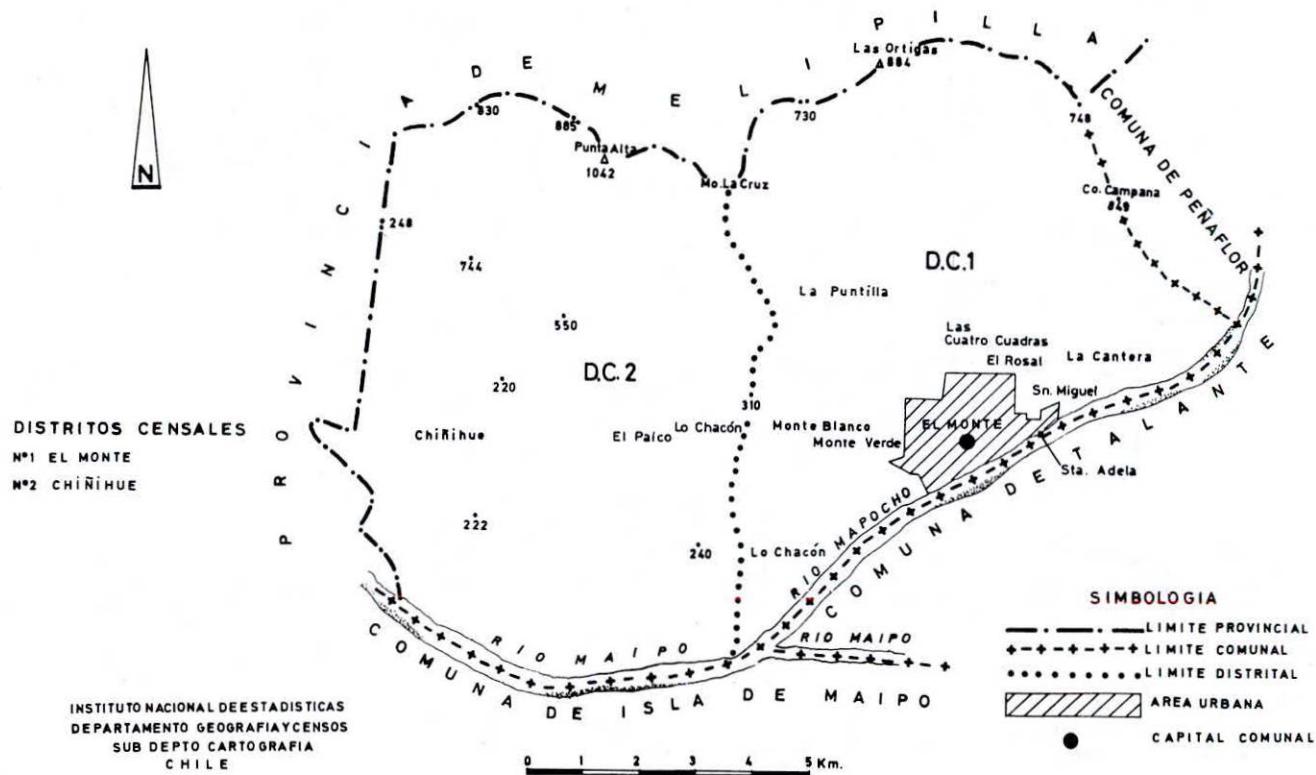 PROVINCIA DE MELIPILLA
Las Ortigas
884
830
885
Punta Alta
1042
730
748
COMUNA DE PEÑAFLOR
Mo. La Cruz
Co. Campana
849
N
248
744
D.C.1
La Puntilla
550
Las
Cuatro Cuadras
El Rosal
La Cantera
D.C. 2
220
Sn. Miguel
310
DISTRITOS CENSALES
Nº1 EL MONTE
Nº2 CHIÑIHUE
Chiñihue
El Paico
Lo Chacón
Monte Blanco
Monte Verde
EL MONTE
Sta. Adela
222
240
Lo Chacón
RIO MAPOCHO
COMUNA DE TALANTE
RIO MAIPO
RIO MAIPO
COMUNA DE ISLA DE MAIPO
SIMBOLOGIA
LIMITE PROVINCIAL
LIMITE COMUNAL
LIMITE DISTRITAL
AREA URBANA
CAPITAL COMUNAL
INSTITUTO NACIONAL DE ESTADISTICAS
DEPARTAMENTO GEOGRAFIA Y CENSOS
SUB DEPTO CARTOGRAFIA
CHILE
0 1 2 3 4 5 Km.